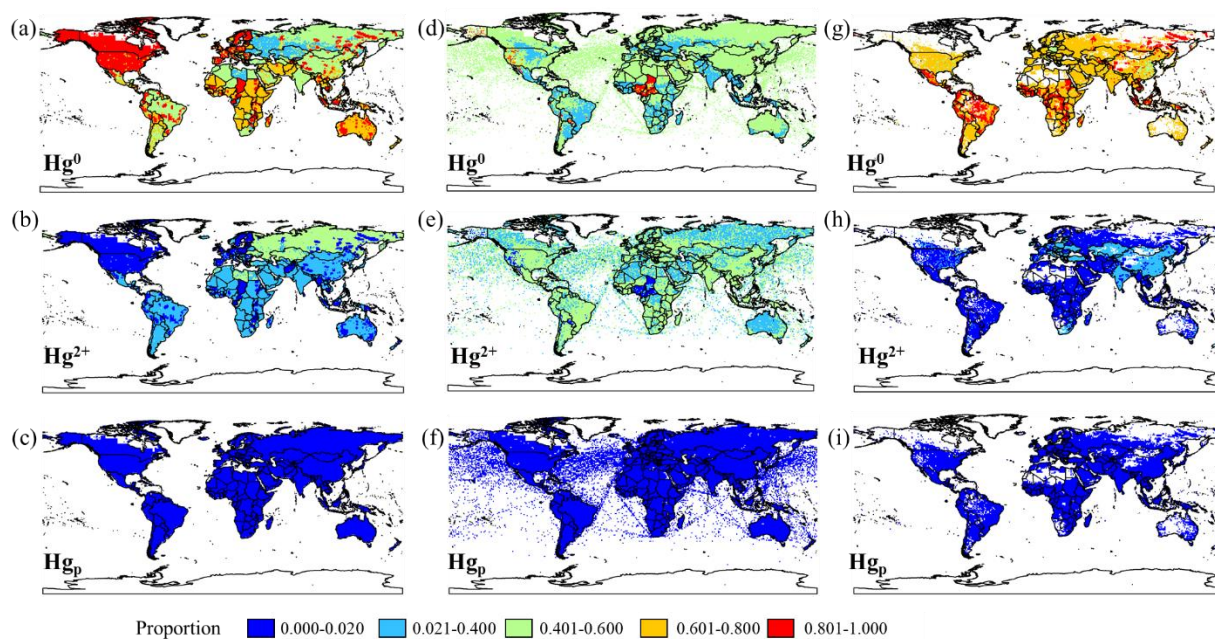 (a) (d) (g)
Hg⁰ Hg⁰ Hg⁰
(b) (e) (h)
Hg²⁺ Hg²⁺ Hg²⁺
(c) (f) (i)
Hgₚ Hgₚ Hgₚ
Proportion 0.000-0.020 0.021-0.400 0.401-0.600 0.601-0.800 0.801-1.000